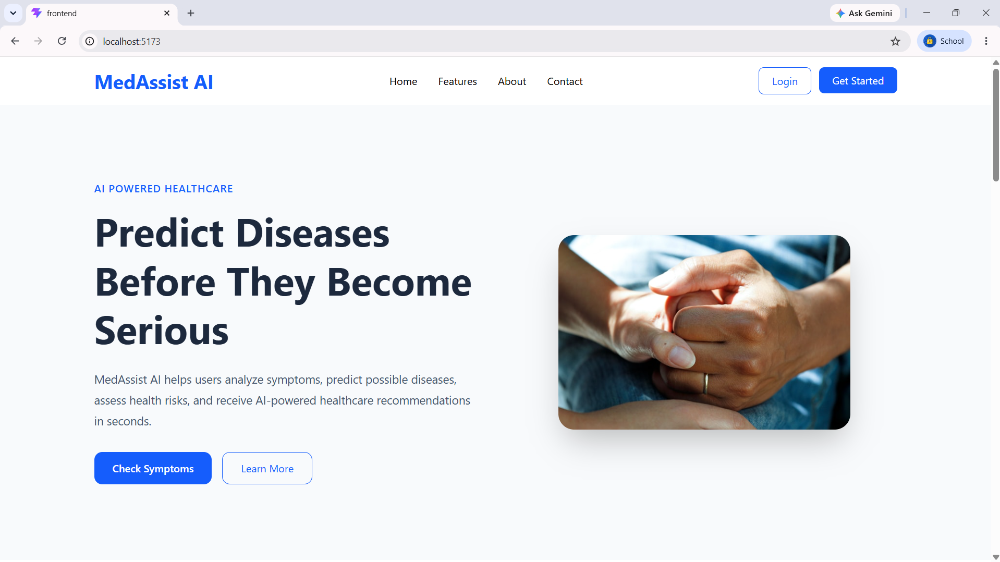 frontend
Ask Gemini
localhost:5173
School
MedAssist AI
Home
Features
About
Contact
Login
Get Started
AI POWERED HEALTHCARE
Predict Diseases
Before They Become
Serious
MedAssist AI helps users analyze symptoms, predict possible diseases,
assess health risks, and receive AI-powered healthcare recommendations
in seconds.
Check Symptoms
Learn More